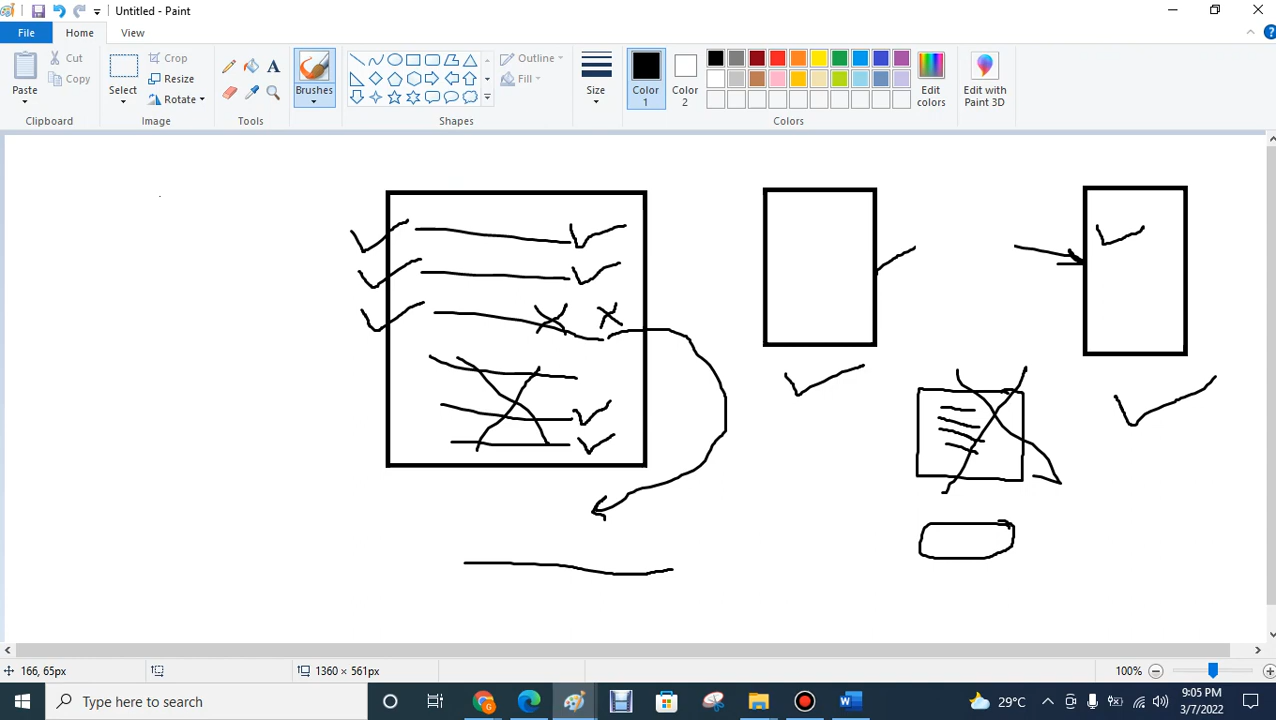 Untitled - Paint
File
Home
View
Paste
Cut
Copy
Clipboard
Select
Crop
Resize
Rotate
Image
Tools
Brushes
Outline
Fill
Shapes
Size
Color 1
Color 2
Edit colors
Colors
Edit with Paint 3D
166, 65px
1360 × 561px
100%
Type here to search
29°C
9:05 PM
3/7/2022